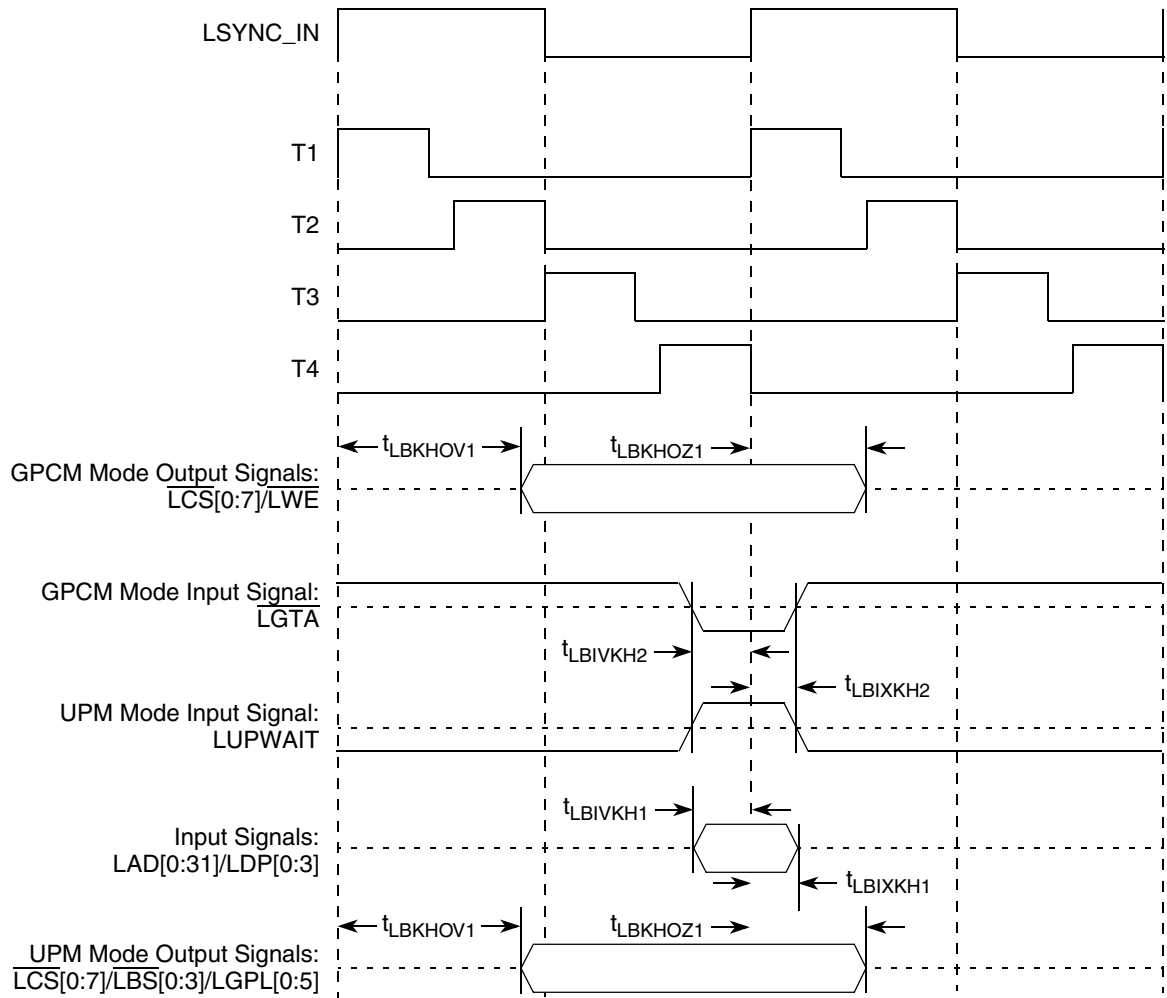 LSYNC_IN
T1
T2
T3
T4
tLBKHOV1
tLBKHOZ1
GPCM Mode Output Signals:
LCS[0:7]/LWE
GPCM Mode Input Signal:
LGTA
tLBIVKH2
tLBIXKH2
UPM Mode Input Signal:
LUPWAIT
tLBIVKH1
Input Signals:
LAD[0:31]/LDP[0:3]
tLBIXKH1
tLBKHOV1
tLBKHOZ1
UPM Mode Output Signals:
LCS[0:7]/LBS[0:3]/LGPL[0:5]